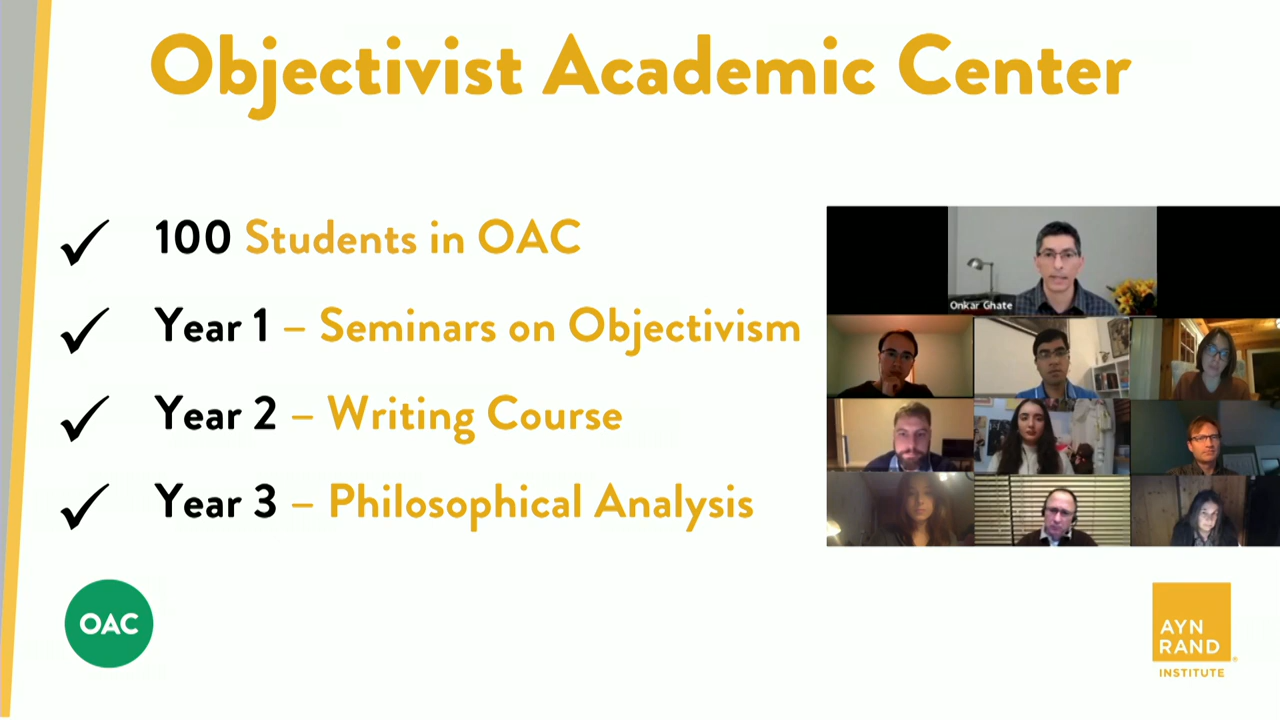 Objectivist Academic Center
100 Students in OAC
Year 1 – Seminars on Objectivism
Year 2 – Writing Course
Year 3 – Philosophical Analysis
Onkar Ghate
OAC
AYN
RAND
INSTITUTE